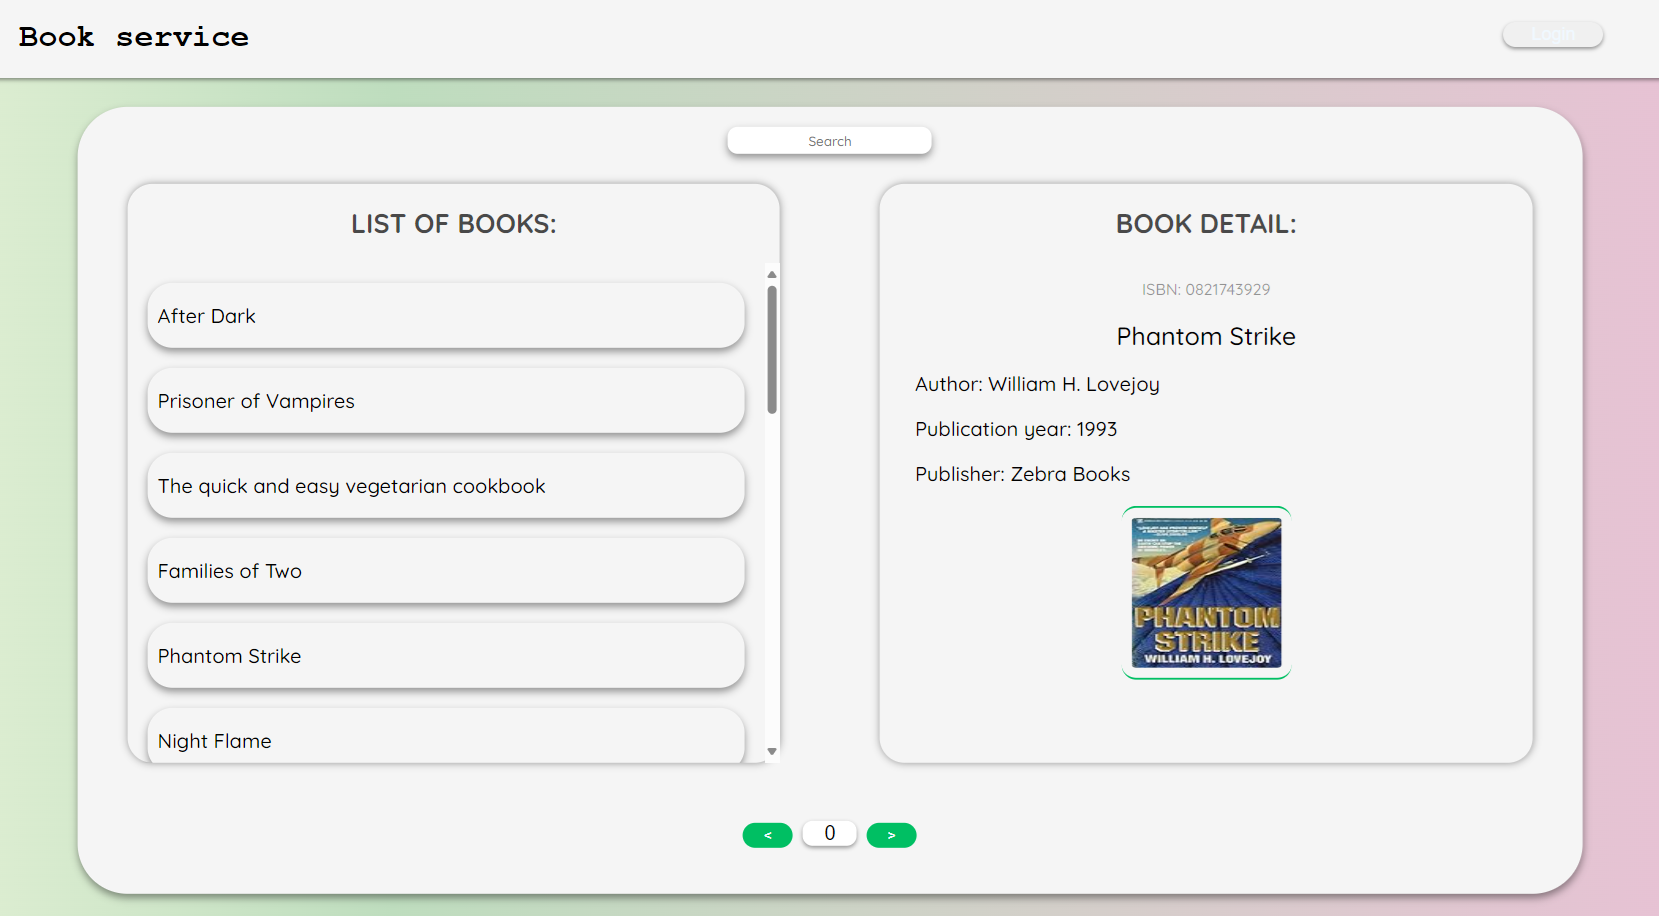 Book service
Login
Search
LIST OF BOOKS:
After Dark
Prisoner of Vampires
The quick and easy vegetarian cookbook
Families of Two
Phantom Strike
Night Flame
BOOK DETAIL:
ISBN: 0821743929
Phantom Strike
Author: William H. Lovejoy
Publication year: 1993
Publisher: Zebra Books
PHANTOM
STRIKE
WILLIAM H. LOVEJOY
<
0
>